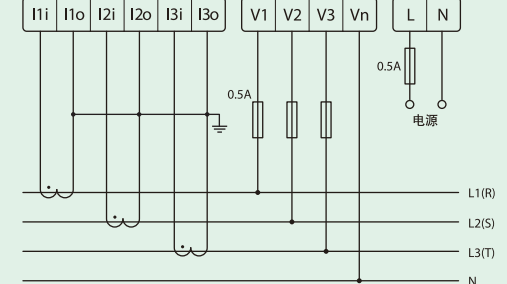 I1i I1o I2i I2o I3i I3o V1 V2 V3 Vn L N
0.5A
0.5A
电源
L1(R)
L2(S)
L3(T)
N